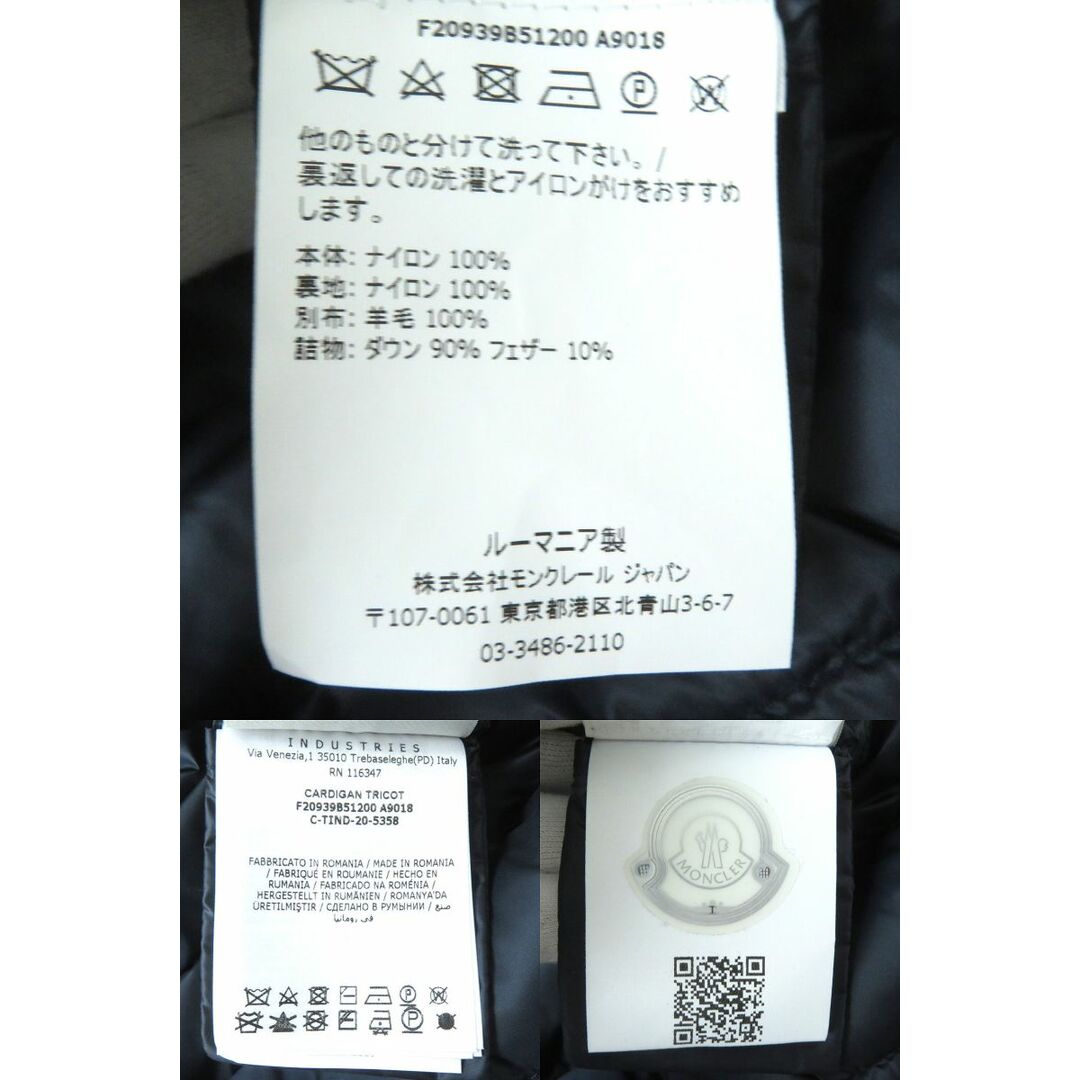 F20939B51200 A9018
他のものと分けて洗って下さい。/
裏返しての洗濯とアイロンがけをおすすめ
します。
本体: ナイロン 100%
裏地: ナイロン 100%
別布: 羊毛 100%
詰物: ダウン 90% フェザー 10%
ルーマニア製
株式会社モンクレール ジャパン
〒107-0061 東京都港区北青山3-6-7
03-3486-2110
INDUSTRIES
Via Venezia,1 35010 Trebaseleghe(PD) Italy
RN 116347
CARDIGAN TRICOT
F20939B51200 A9018
C-TIND-20-5358
FABBRICATO IN ROMANIA / MADE IN ROMANIA
/ FABRIQUÉ EN ROUMANIE / HECHO EN
RUMANIA / FABRICADO NA ROMÉNIA /
HERGESTELLT IN RUMÄNIEN / ROMANYA'DA
ÜRETILMIŞTIR / СДЕЛАНО В РУМЫНИИ / صنع
في رومانيا
MONCLER